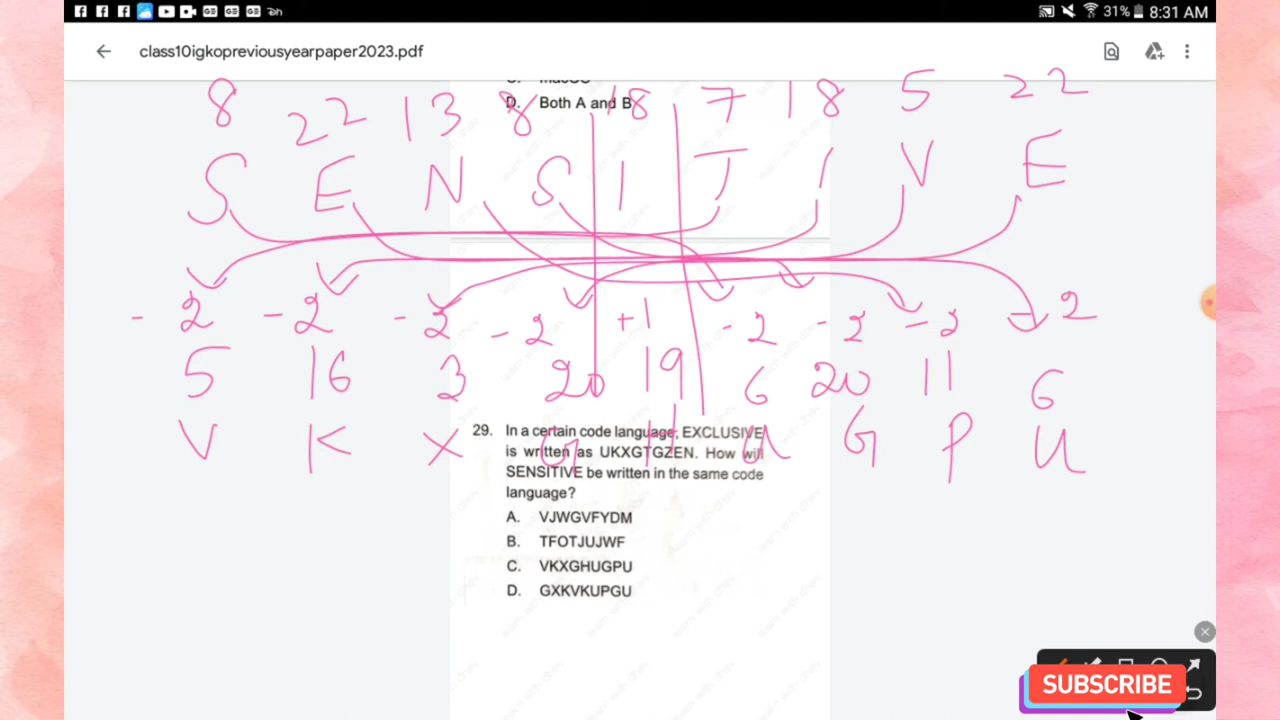 31% 8:31 AM
class10igkopreviousyearpaper2023.pdf
D. Both A and B
8 22 13 8 18 7 18 5 22
S E N S I T I V E
-2 -2 -2 -2 +1 -2 -2 -2 -2
5 16 3 20 19 6 20 11 6
V K X G H U G P U
29. In a certain code language, EXCLUSIVE
is written as UKXGTGZEN. How will
SENSITIVE be written in the same code
language?
A. VJWGVFYDM
B. TFOTJUJWF
C. VKXGHUGPU
D. GXKVKUPGU
SUBSCRIBE